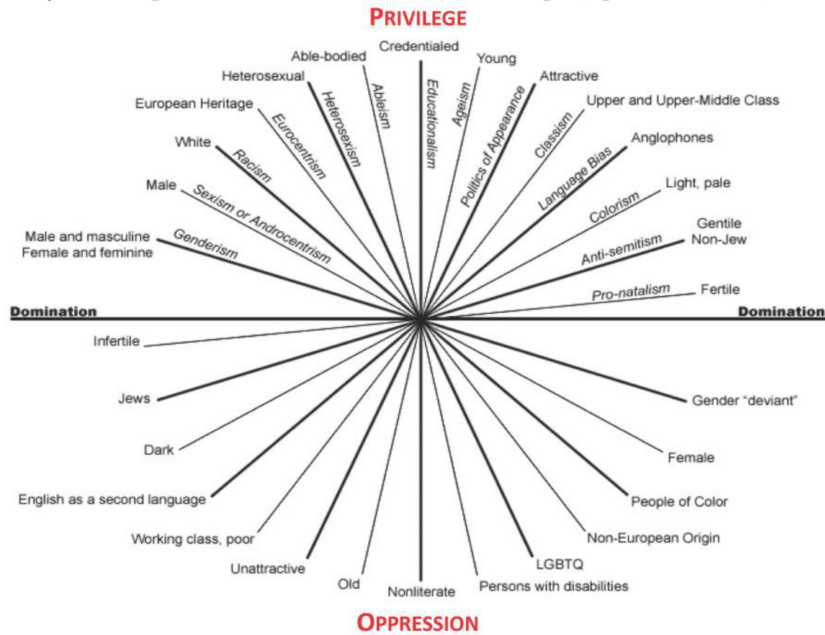 PRIVILEGE
Credentialed
Able-bodied
Young
Heterosexual
Attractive
European Heritage
Upper and Upper-Middle Class
White
Anglophones
Male
Light, pale
Male and masculine
Female and feminine
Gentile
Non-Jew
Fertile
Genderism
Sexism or Androcentrism
Racism
Eurocentrism
Heterosexism
Ableism
Educationalism
Ageism
Politics of Appearance
Classism
Language Bias
Colorism
Anti-semitism
Pro-natalism
Domination
Domination
Infertile
Jews
Gender “deviant”
Dark
Female
English as a second language
People of Color
Working class, poor
Non-European Origin
Unattractive
LGBTQ
Old
Persons with disabilities
Nonliterate
OPPRESSION